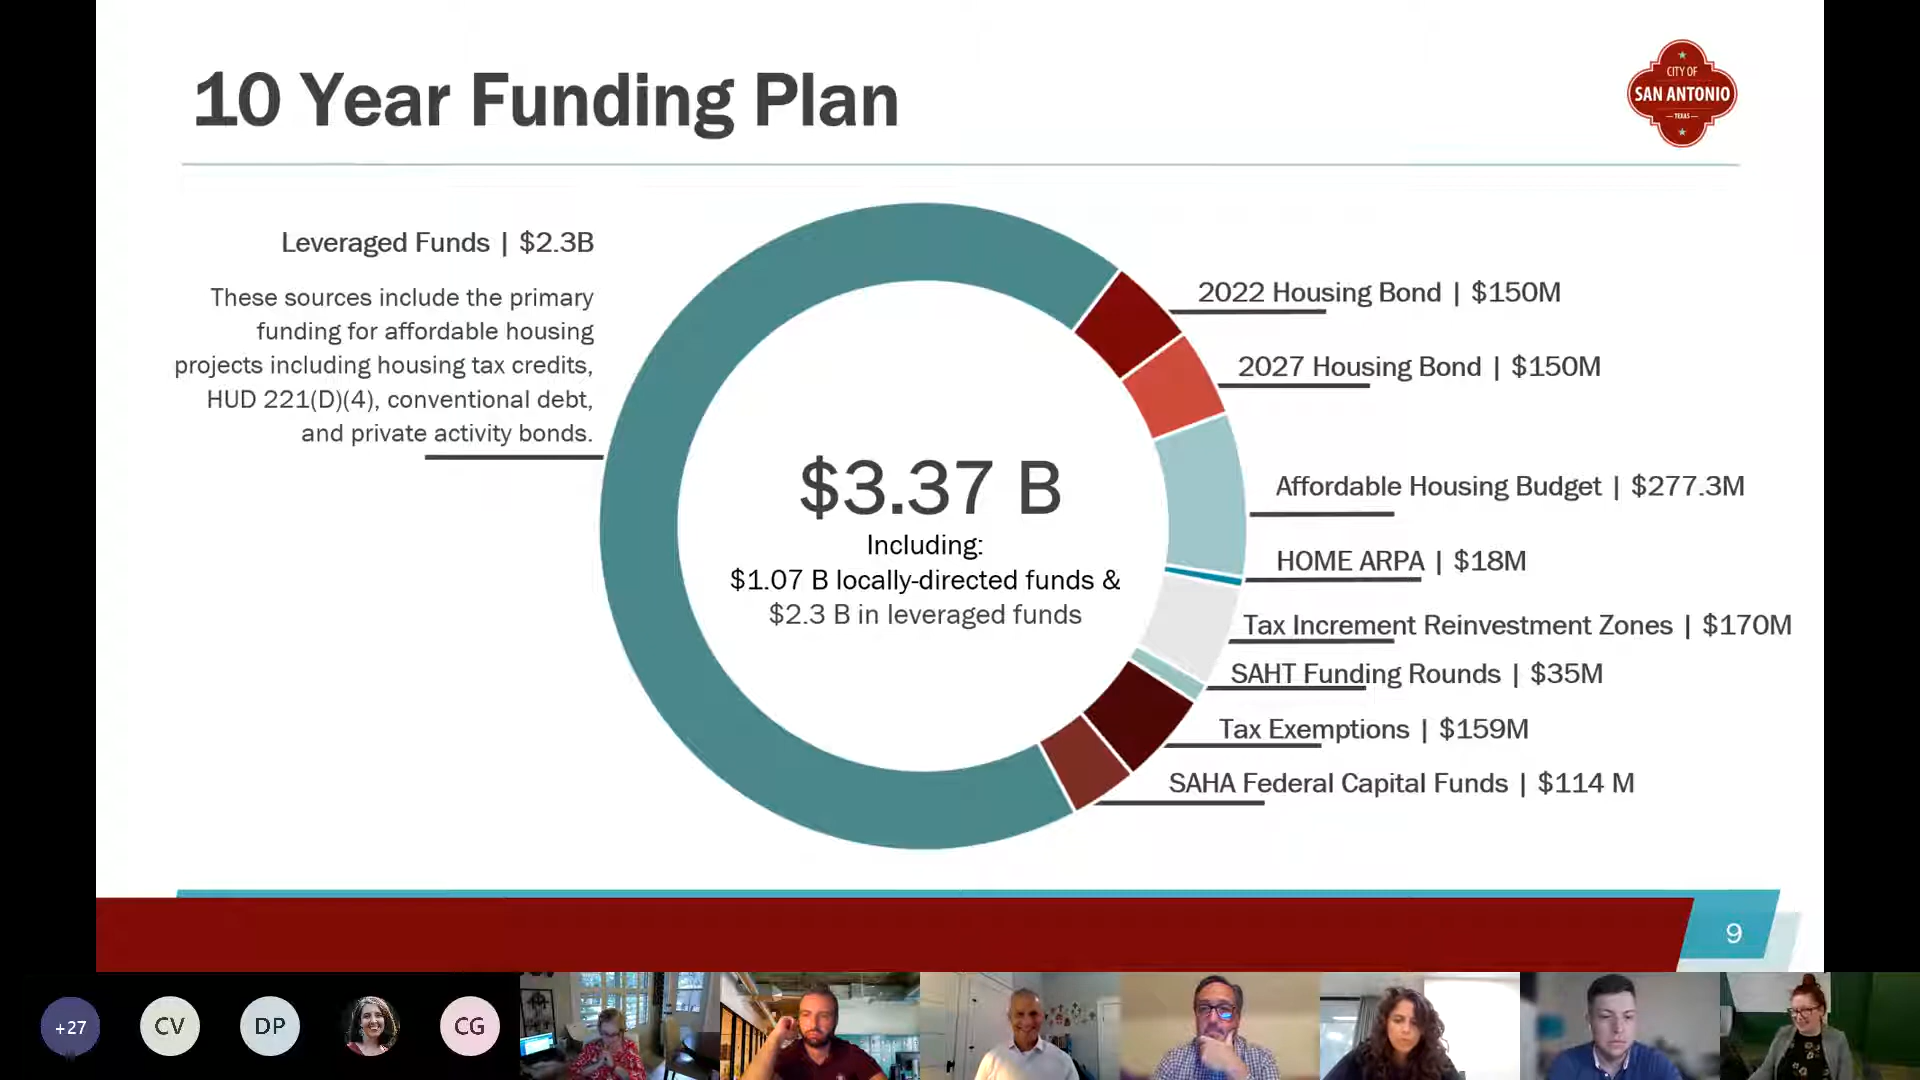 10 Year Funding Plan
CITY OF
SAN ANTONIO
TEXAS
Leveraged Funds | $2.3B
These sources include the primary
funding for affordable housing
projects including housing tax credits,
HUD 221(D)(4), conventional debt,
and private activity bonds.
$3.37 B
Including:
$1.07 B locally-directed funds &
$2.3 B in leveraged funds
2022 Housing Bond | $150M
2027 Housing Bond | $150M
Affordable Housing Budget | $277.3M
HOME ARPA | $18M
Tax Increment Reinvestment Zones | $170M
SAHT Funding Rounds | $35M
Tax Exemptions | $159M
SAHA Federal Capital Funds | $114 M
9
+27
CV
DP
CG